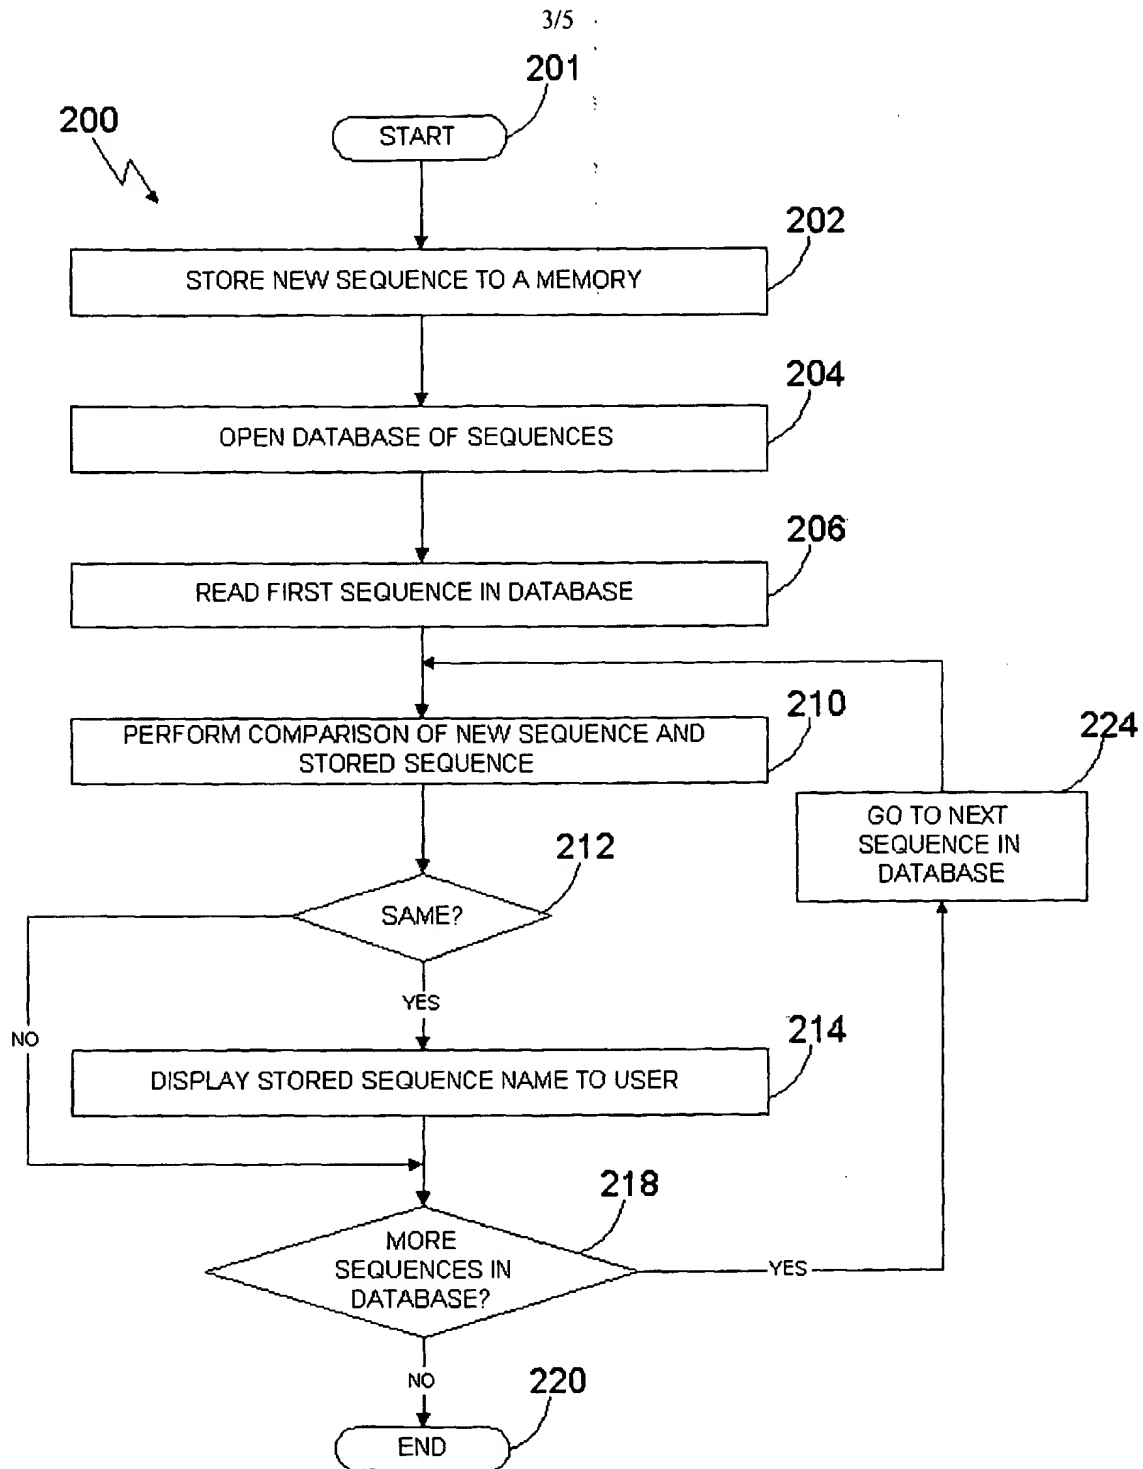 3/5
201
200
START
202
STORE NEW SEQUENCE TO A MEMORY
204
OPEN DATABASE OF SEQUENCES
206
READ FIRST SEQUENCE IN DATABASE
210
PERFORM COMPARISON OF NEW SEQUENCE AND
STORED SEQUENCE
224
GO TO NEXT
SEQUENCE IN
DATABASE
212
SAME?
YES
NO
214
DISPLAY STORED SEQUENCE NAME TO USER
218
MORE
SEQUENCES IN
DATABASE?
YES
NO
220
END